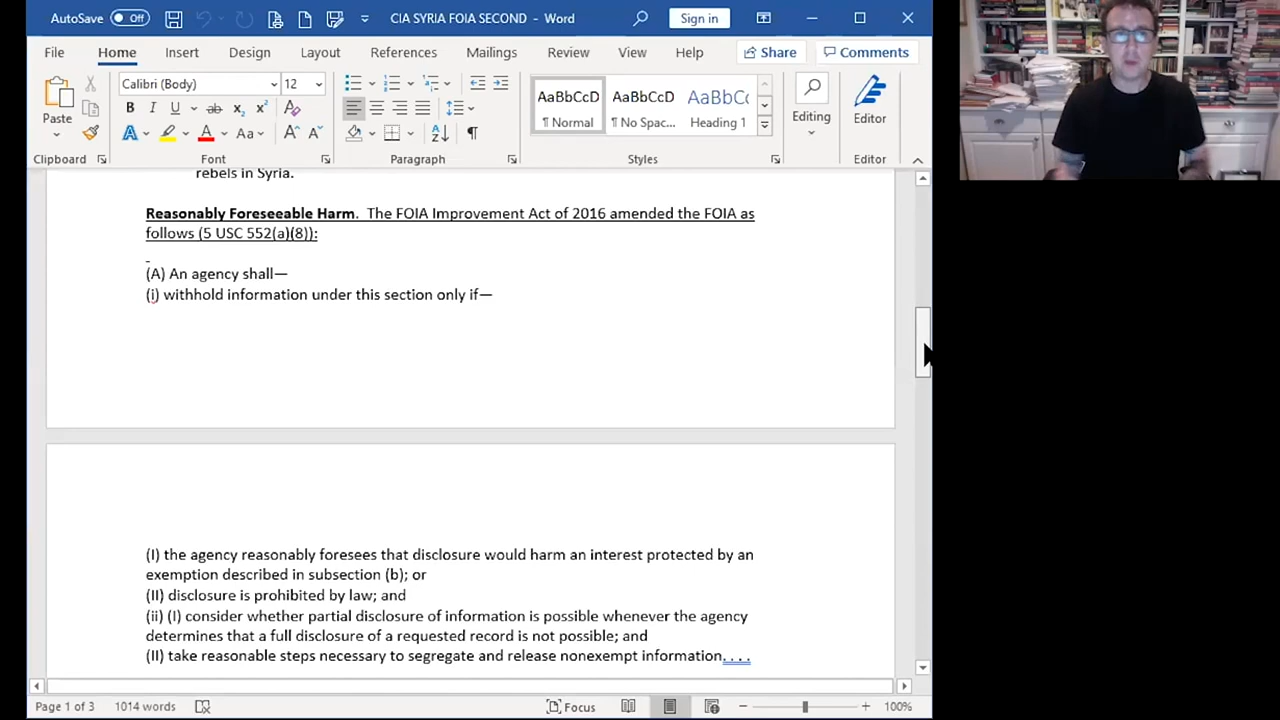 AutoSave Off CIA SYRIA FOIA SECOND - Word Sign in
File Home Insert Design Layout References Mailings Review View Help Share Comments
Paste Calibri (Body) 12 AaBbCcD AaBbCcD AaBbCc Editing Editor
B I U ab x₂ x² ¶ Normal ¶ No Spac... Heading 1
A A Aa A A
Clipboard Font Paragraph Styles Editor
rebels in Syria.
Reasonably Foreseeable Harm. The FOIA Improvement Act of 2016 amended the FOIA as
follows (5 USC 552(a)(8)):
(A) An agency shall—
(i) withhold information under this section only if—
(I) the agency reasonably foresees that disclosure would harm an interest protected by an
exemption described in subsection (b); or
(II) disclosure is prohibited by law; and
(ii) (I) consider whether partial disclosure of information is possible whenever the agency
determines that a full disclosure of a requested record is not possible; and
(II) take reasonable steps necessary to segregate and release nonexempt information. . . .
Page 1 of 3 1014 words Focus 100%